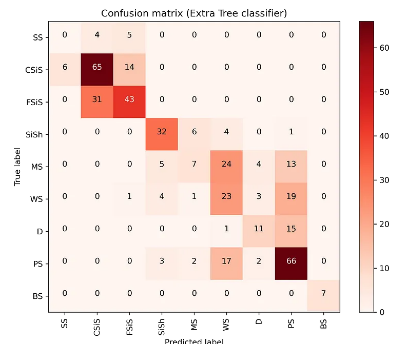 Confusion matrix (Extra Tree classifier)
SS 0 4 5 0 0 0 0 0 0
CSiS 6 65 14 0 0 0 0 0 0
FSiS 0 31 43 0 0 0 0 0 0
SiSh 0 0 0 32 6 4 0 1 0
MS 0 0 0 5 7 24 4 13 0
WS 0 0 1 4 1 23 3 19 0
D 0 0 0 0 0 1 11 15 0
PS 0 0 0 3 2 17 2 66 0
BS 0 0 0 0 0 0 0 0 7
SS CSiS FSiS SiSh MS WS D PS BS
True label
Predicted label
60
50
40
30
20
10
0